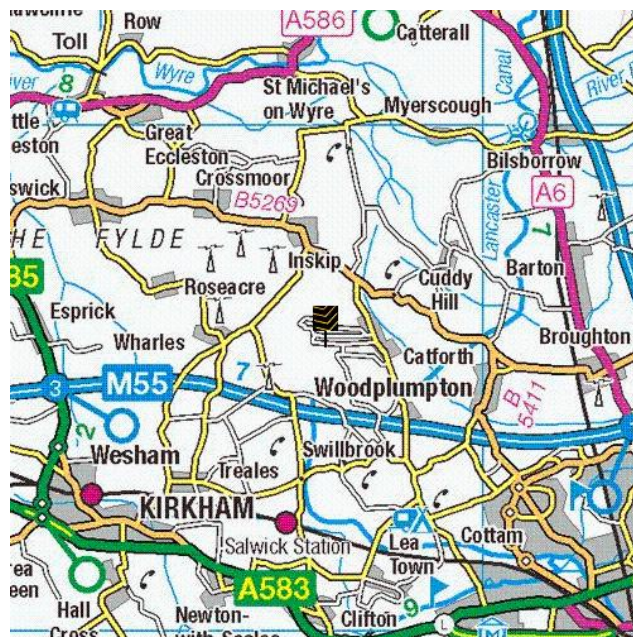 Row
A586
Catterall
Toll
Wyre
Canal
8
St Michael's
on Wyre
Myerscough
Great
Eccleston
Bilsborrow
Crossmoor
B5269
A6
Lancaster
7
THE FYLDE
Inskip
Cuddy
Hill
Barton
Roseacre
Esprick
Wharles
Broughton
Catforth
7
3
M55
Woodplumpton
B
5411
2
Wesham
Swillbrook
Treales
KIRKHAM
Salwick Station
Lea
Town
Cottam
A583
Hall
Cross
Newton-
Clifton
9
L